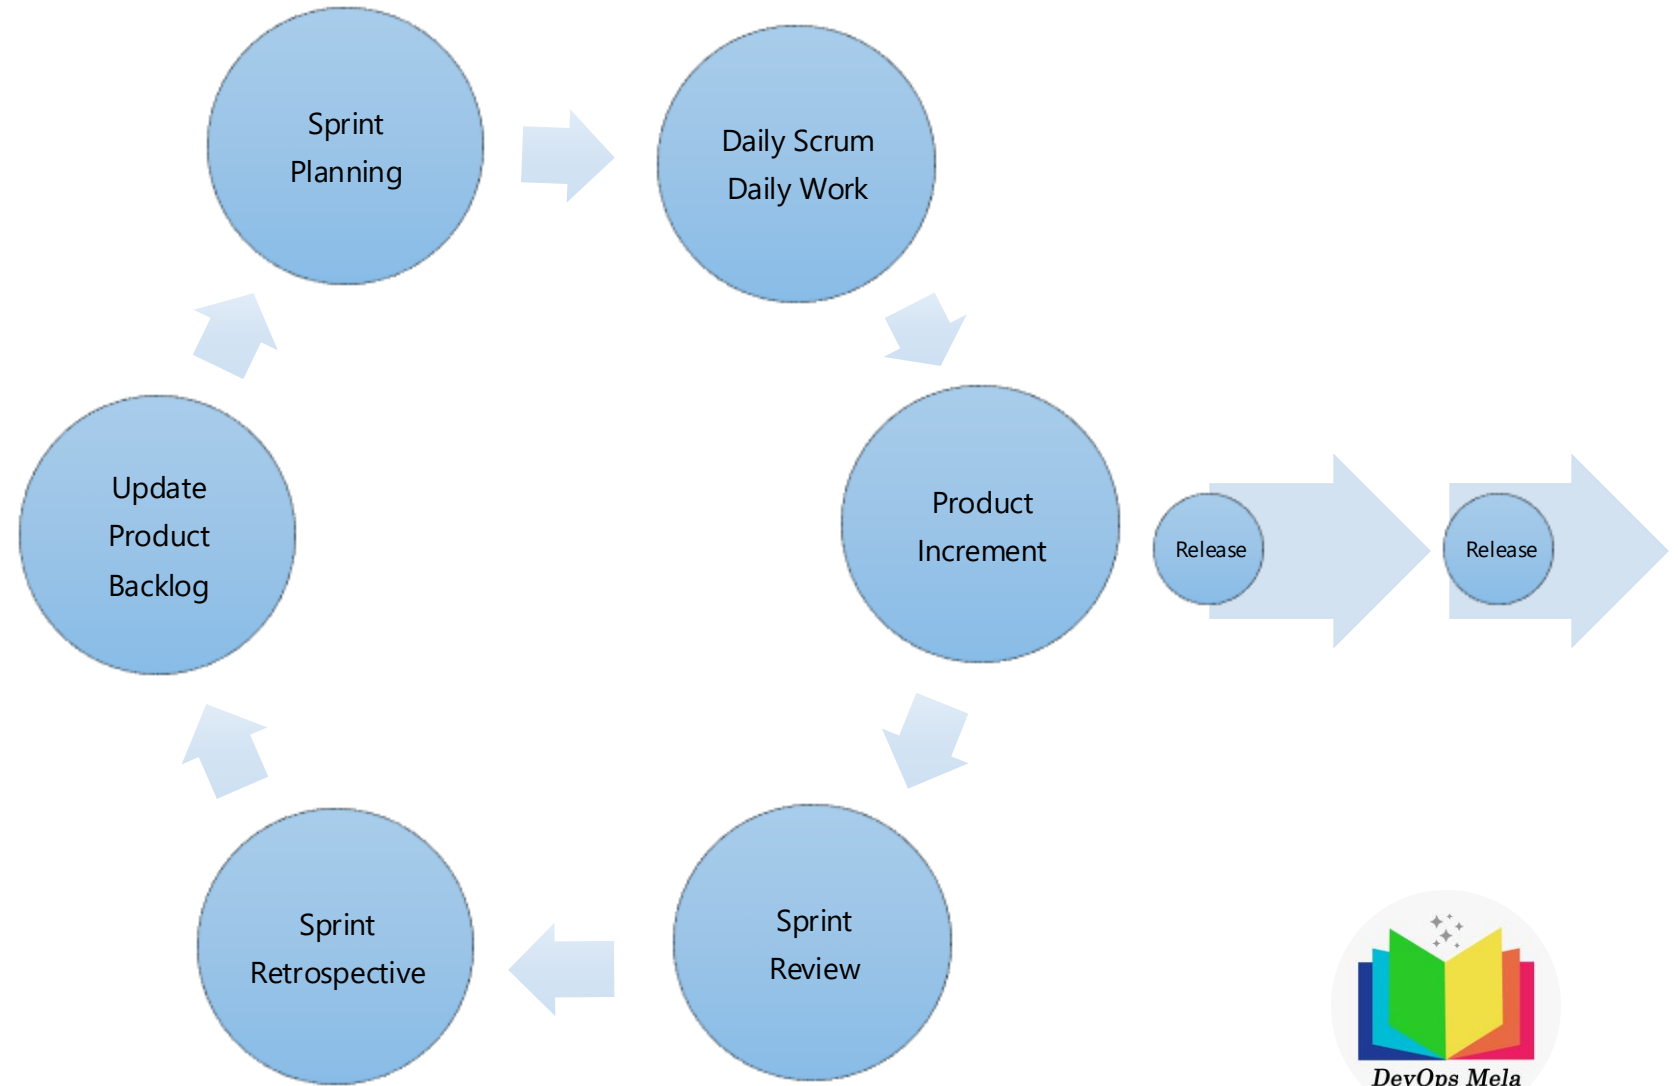 Sprint
Planning
Daily Scrum
Daily Work
Update
Product
Backlog
Product
Increment
Release
Release
Sprint
Retrospective
Sprint
Review
DevOps Mela